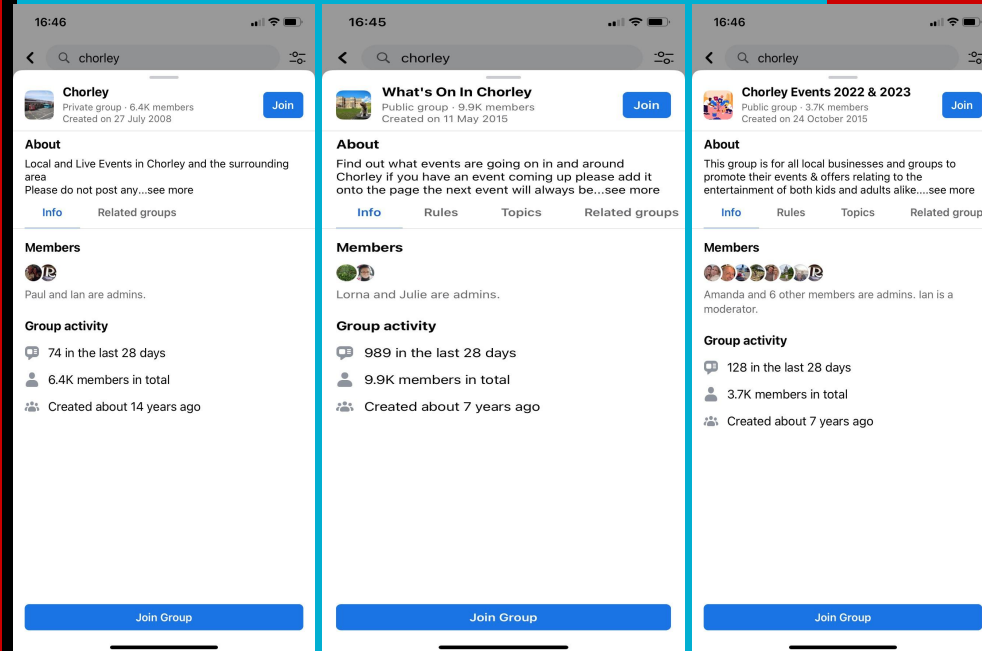 16:46
chorley
Chorley
Private group · 6.4K members
Created on 27 July 2008
Join
About
Local and Live Events in Chorley and the surrounding
area
Please do not post any...see more
Info
Related groups
Members
Paul and Ian are admins.
Group activity
74 in the last 28 days
6.4K members in total
Created about 14 years ago
Join Group
16:45
chorley
What's On In Chorley
Public group · 9.9K members
Created on 11 May 2015
Join
About
Find out what events are going on in and around
Chorley if you have an event coming up please add it
onto the page the next event will always be...see more
Info
Rules
Topics
Related groups
Members
Lorna and Julie are admins.
Group activity
989 in the last 28 days
9.9K members in total
Created about 7 years ago
Join Group
16:46
chorley
Chorley Events 2022 & 2023
Public group · 3.7K members
Created on 24 October 2015
Join
About
This group is for all local businesses and groups to
promote their events & offers relating to the
entertainment of both kids and adults alike....see more
Info
Rules
Topics
Related group
Members
Amanda and 6 other members are admins. Ian is a
moderator.
Group activity
128 in the last 28 days
3.7K members in total
Created about 7 years ago
Join Group